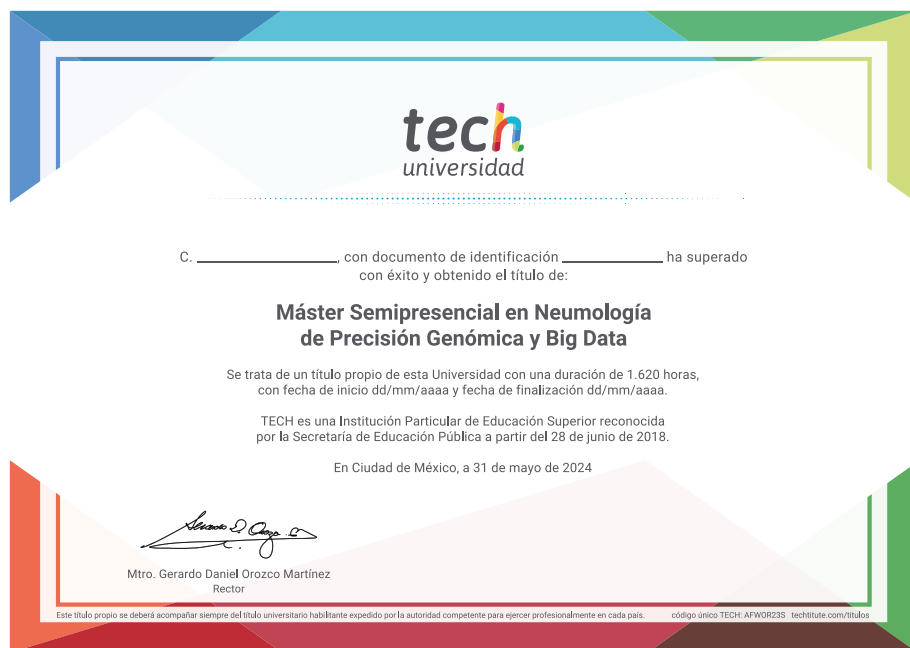 tech
universidad
C. _________________, con documento de identificación ____________ ha superado
con éxito y obtenido el título de:
Máster Semipresencial en Neumología
de Precisión Genómica y Big Data
Se trata de un título propio de esta Universidad con una duración de 1.620 horas,
con fecha de inicio dd/mm/aaaa y fecha de finalización dd/mm/aaaa.
TECH es una Institución Particular de Educación Superior reconocida
por la Secretaría de Educación Pública a partir del 28 de junio de 2018.
En Ciudad de México, a 31 de mayo de 2024
Mtro. Gerardo Daniel Orozco Martínez
Rector
Este título propio se deberá acompañar siempre del título universitario habilitante expedido por la autoridad competente para ejercer profesionalmente en cada país. código único TECH: AFWOR23S techtitute.com/titulos